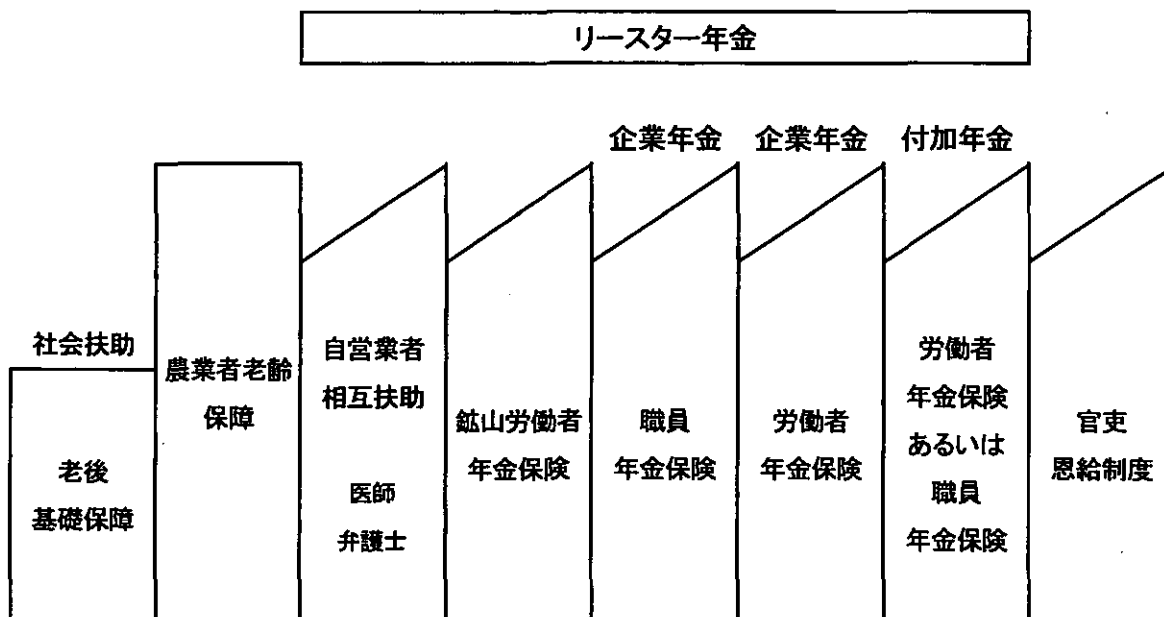 リースター年金
企業年金
企業年金
付加年金
社会扶助
老後
基礎保障
農業者老齢
保障
自営業者
相互扶助
医師
弁護士
鉱山労働者
年金保険
職員
年金保険
労働者
年金保険
労働者
年金保険
あるいは
職員
年金保険
官吏
恩給制度